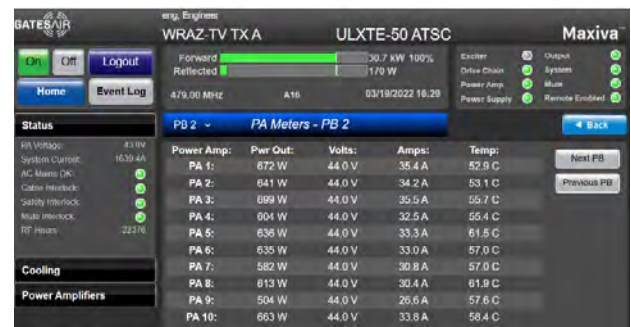 GATESAIR
eng, Engineer
WRAZ-TV TX A
ULXTE-50 ATSC
Maxiva
On
Off
Logout
Home
Event Log
Forward
30.7 kW 100%
Reflected
170 W
479.00 MHz
A16
03/19/2022 16:29
Exciter
Drive Chain
Power Amp
Power Supply
Output
System
Mute
Remote Enabled
Status
PA Voltage:
System Current:
1639.4A
AC Mains OK:
Cabin Interlock:
Safety Interlock:
Mute Interlock:
RF Hours:
22376
Cooling
Power Amplifiers
PB 2
PA Meters - PB 2
Back
Power Amp: Pwr Out: Volts: Amps: Temp:
PA 1: 672 W 44.0 V 35.4 A 52.9 C
PA 2: 641 W 44.0 V 34.2 A 53.1 C
PA 3: 699 W 44.0 V 35.5 A 55.7 C
PA 4: 604 W 44.0 V 32.5 A 55.4 C
PA 5: 636 W 44.0 V 33.3 A 61.5 C
PA 6: 635 W 44.0 V 33.0 A 57.0 C
PA 7: 582 W 44.0 V 30.8 A 57.0 C
PA 8: 613 W 44.0 V 30.4 A 61.9 C
PA 9: 504 W 44.0 V 26.6 A 57.6 C
PA 10: 663 W 44.0 V 33.8 A 58.4 C
Next PB
Previous PB